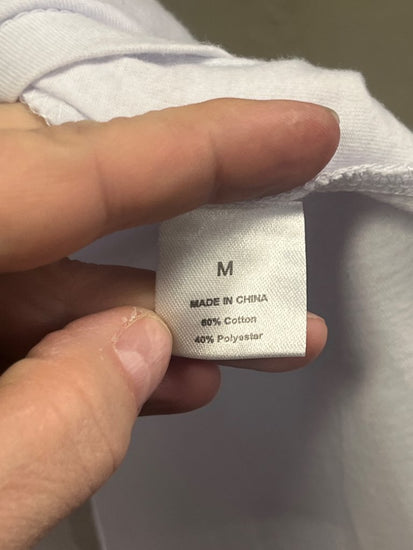 M
MADE IN CHINA
60% Cotton
40% Polyester